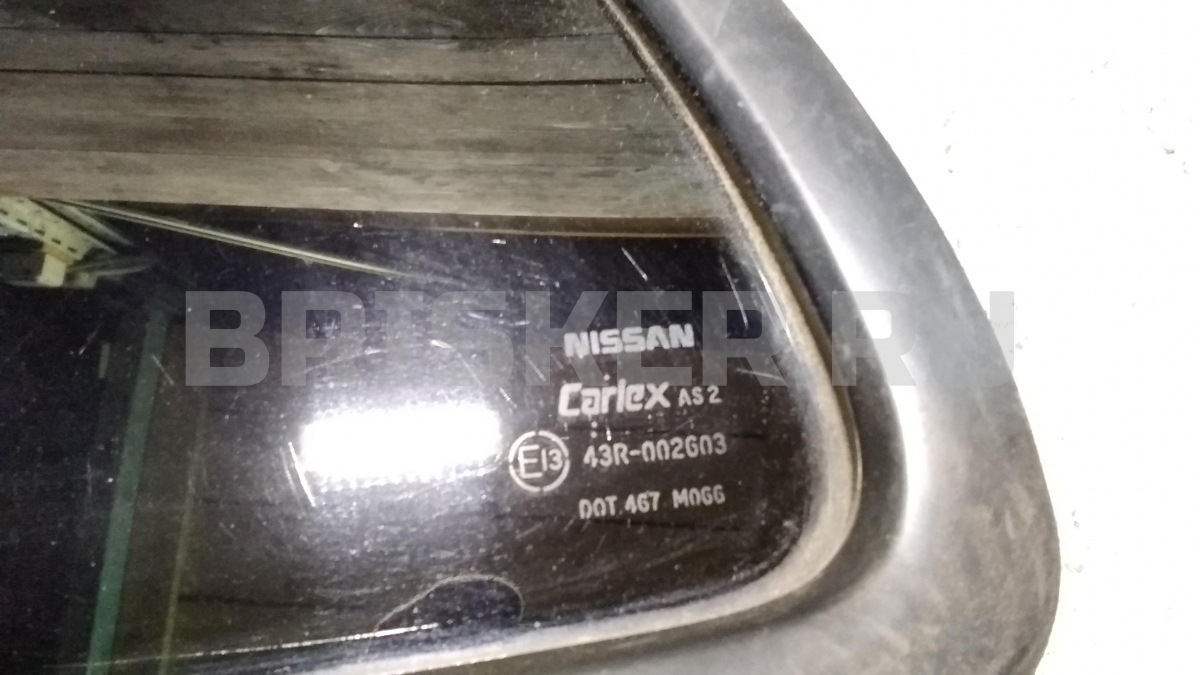 BRISKER.RU
NISSAN
Carlex AS2
E13 43R-002603
DOT.467 M066